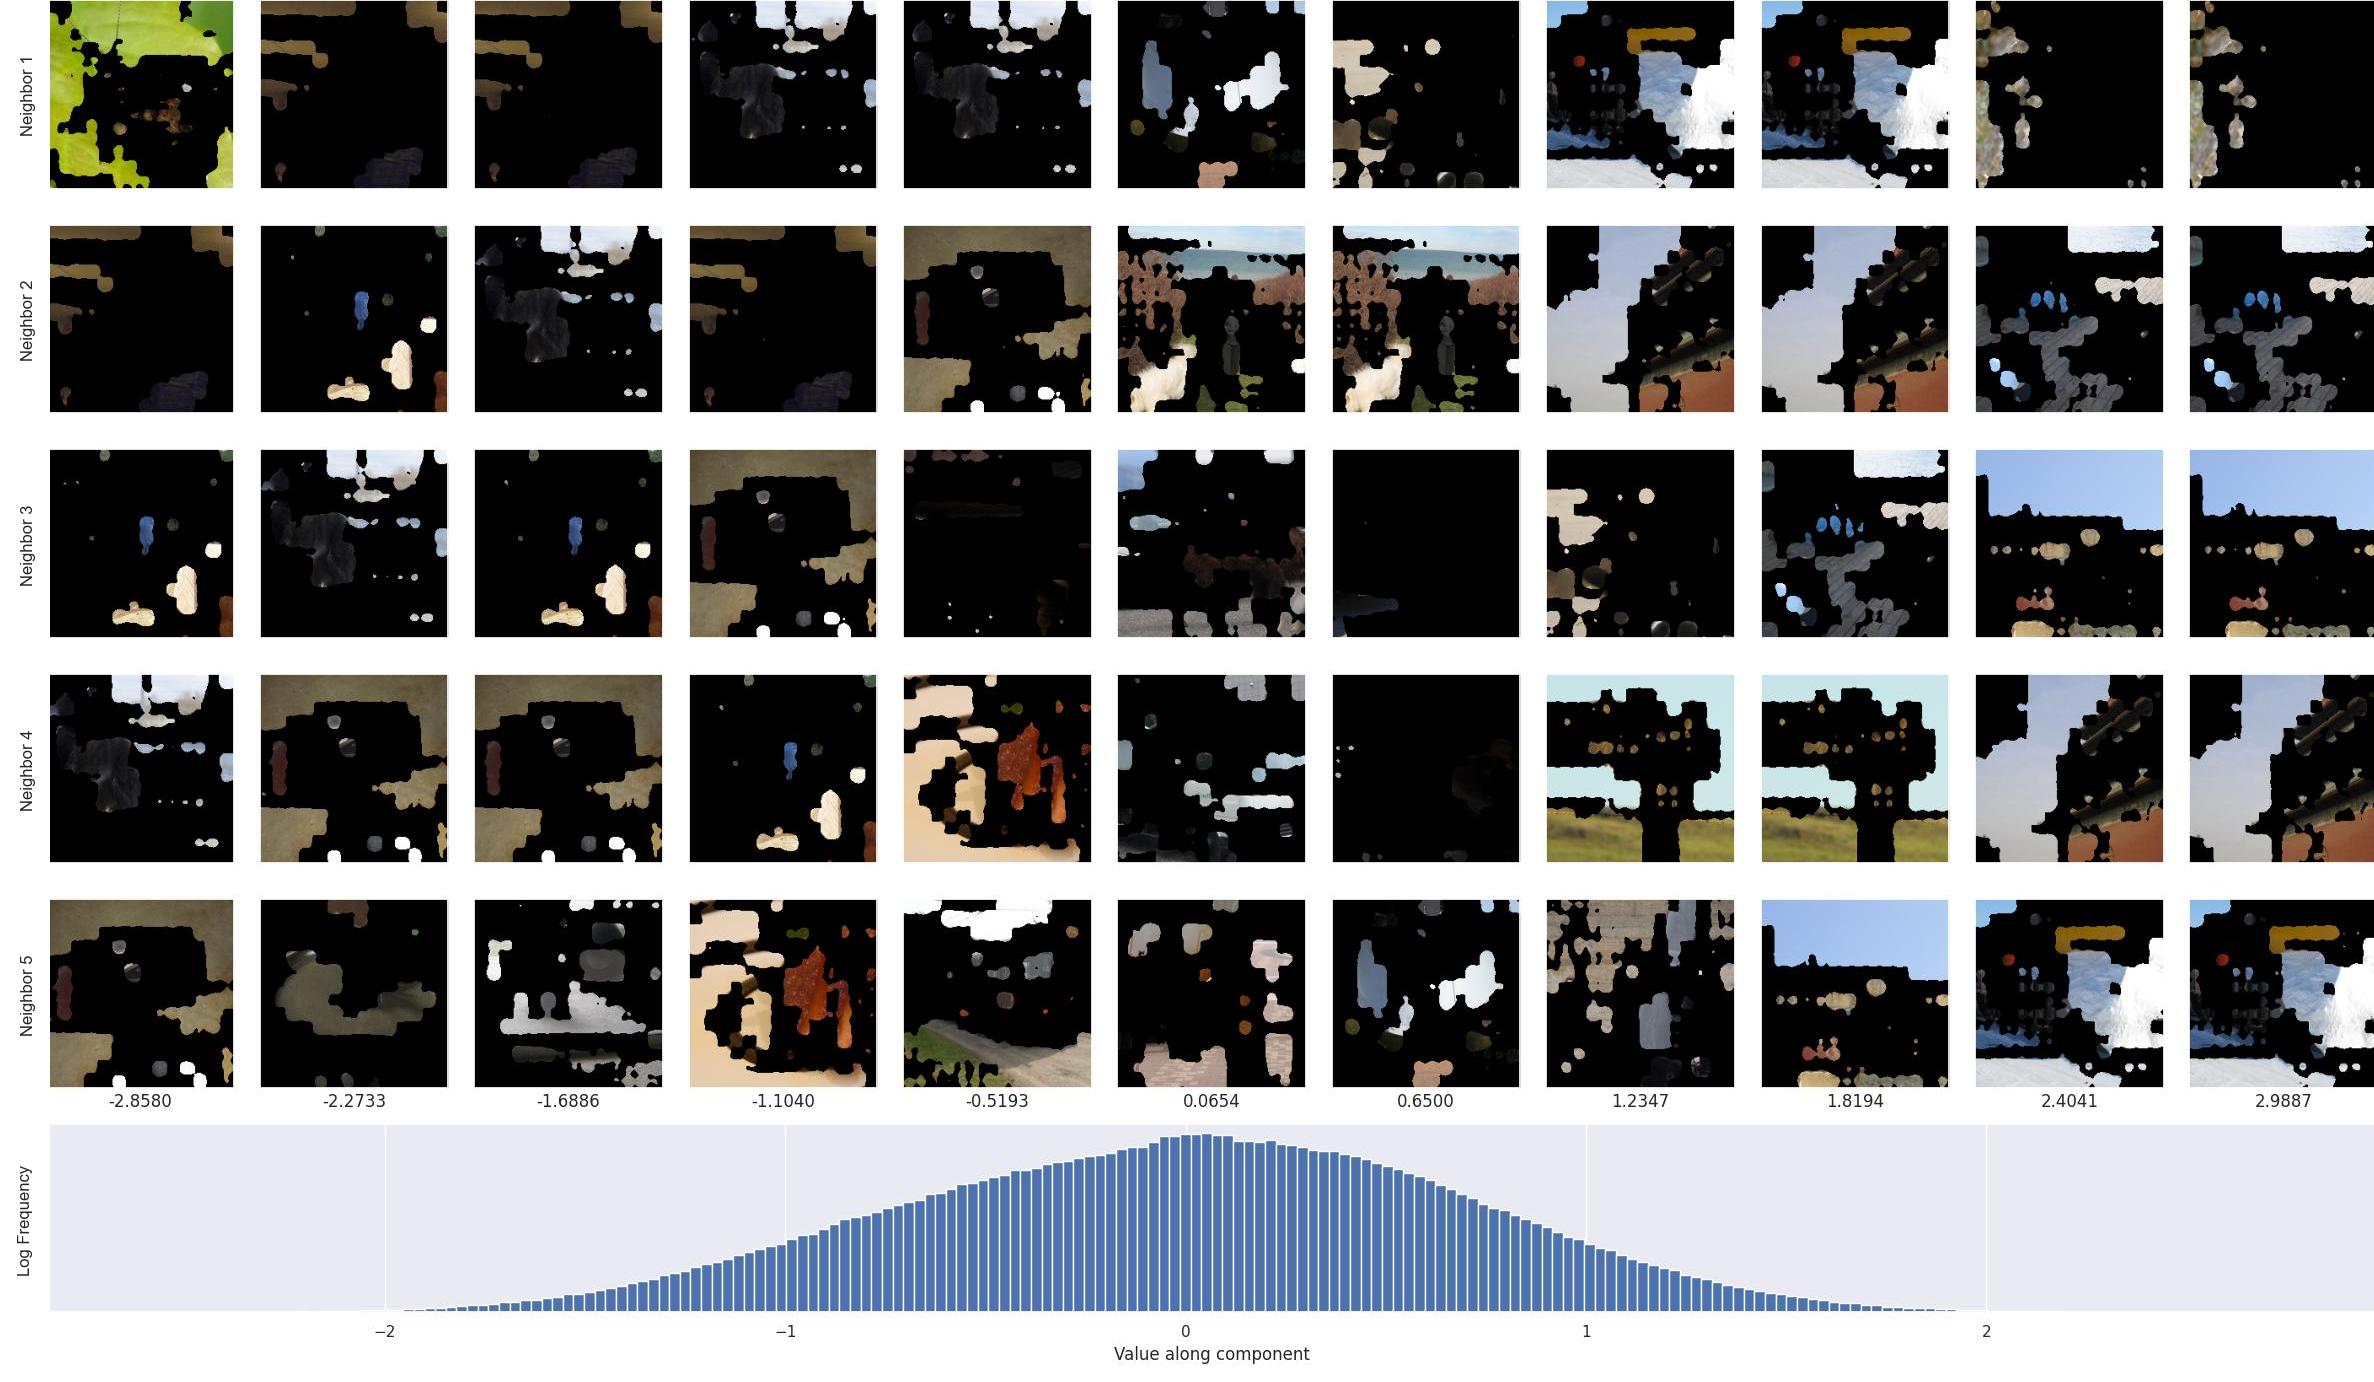 Neighbor 1
Neighbor 2
Neighbor 3
Neighbor 4
Neighbor 5
-2.8580 -2.2733 -1.6886 -1.1040 -0.5193 0.0654 0.6500 1.2347 1.8194 2.4041 2.9887
Log Frequency
−2 −1 0 1 2
Value along component